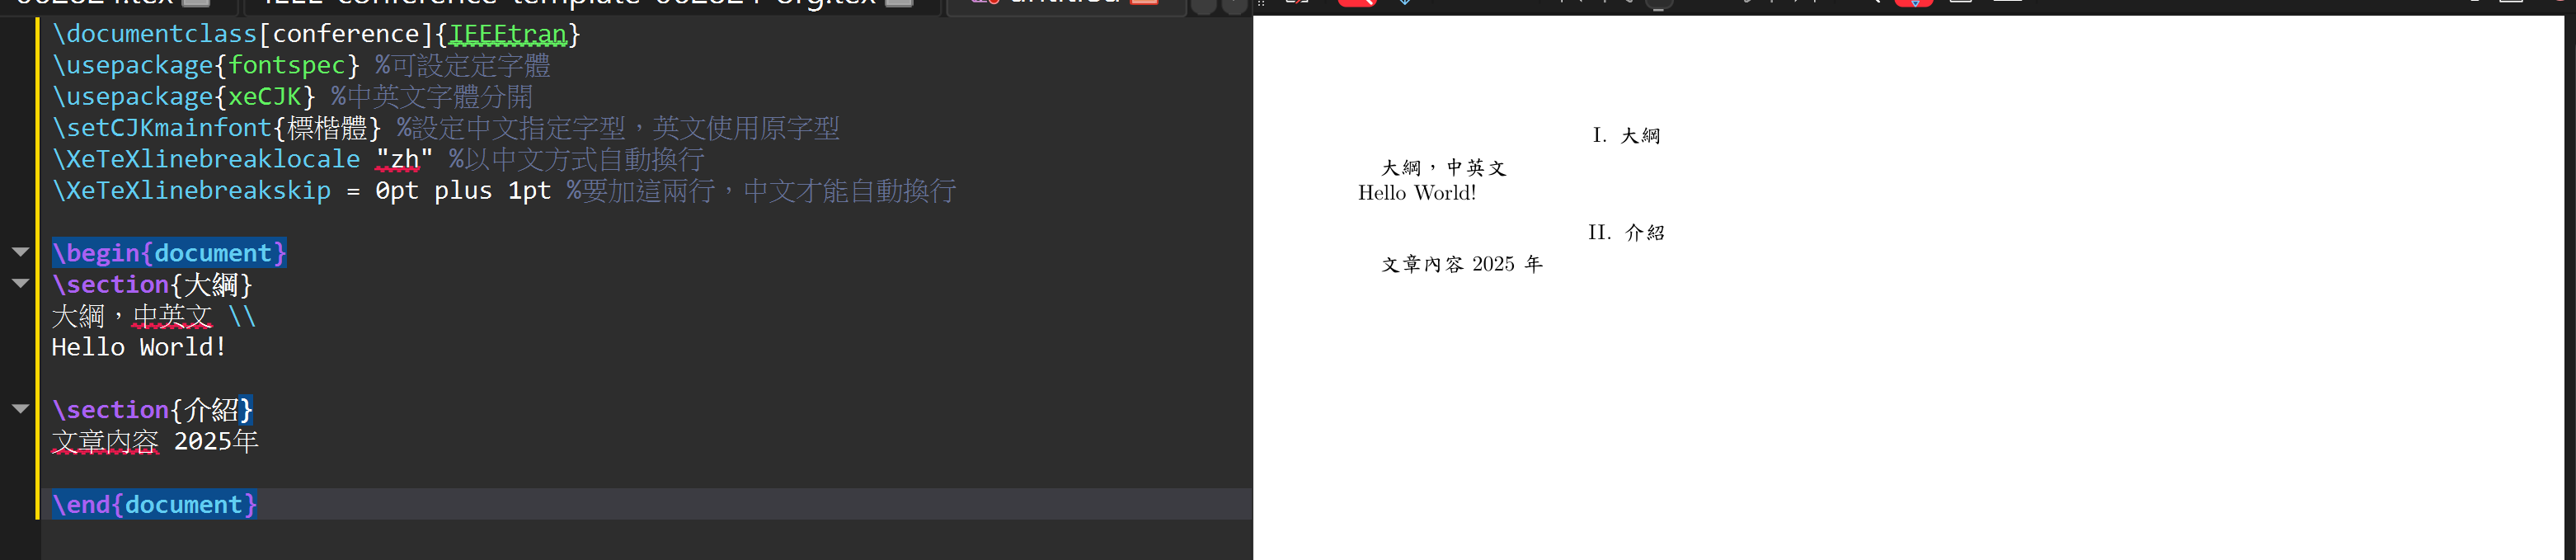 \documentclass[conference]{IEEEtran}
\usepackage{fontspec} %可設定定字體
\usepackage{xeCJK} %中英文字體分開
\setCJKmainfont{標楷體} %設定中文指定字型，英文使用原字型
\XeTeXlinebreaklocale "zh" %以中文方式自動換行
\XeTeXlinebreakskip = 0pt plus 1pt %要加這兩行，中文才能自動換行
\begin{document}
\section{大綱}
大綱，中英文 \\
Hello World!
\section{介紹}
文章內容 2025年
\end{document}
I. 大綱
大綱，中英文
Hello World!
II. 介紹
文章內容 2025 年